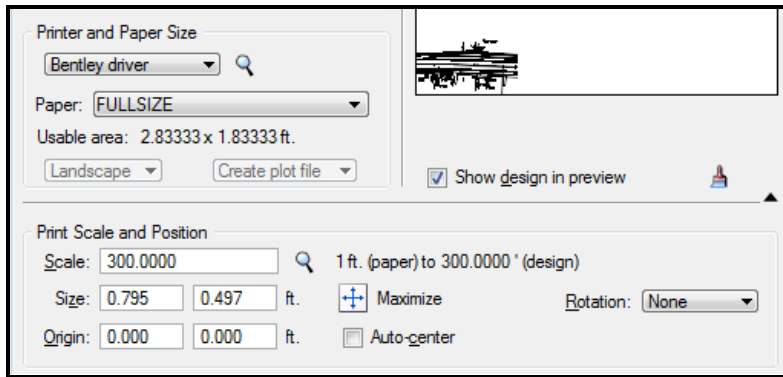 Printer and Paper Size
Bentley driver
Paper: FULLSIZE
Usable area: 2.83333 x 1.83333 ft.
Landscape Create plot file
Show design in preview
Print Scale and Position
Scale: 300.0000 1 ft. (paper) to 300.0000 ' (design)
Size: 0.795 0.497 ft. Maximize Rotation: None
Origin: 0.000 0.000 ft. Auto-center